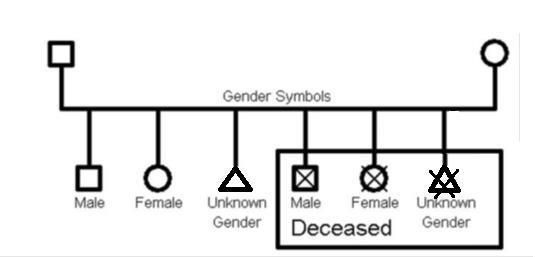 Gender Symbols
Male
Female
Unknown
Gender
Male
Female
Unknown
Gender
Deceased